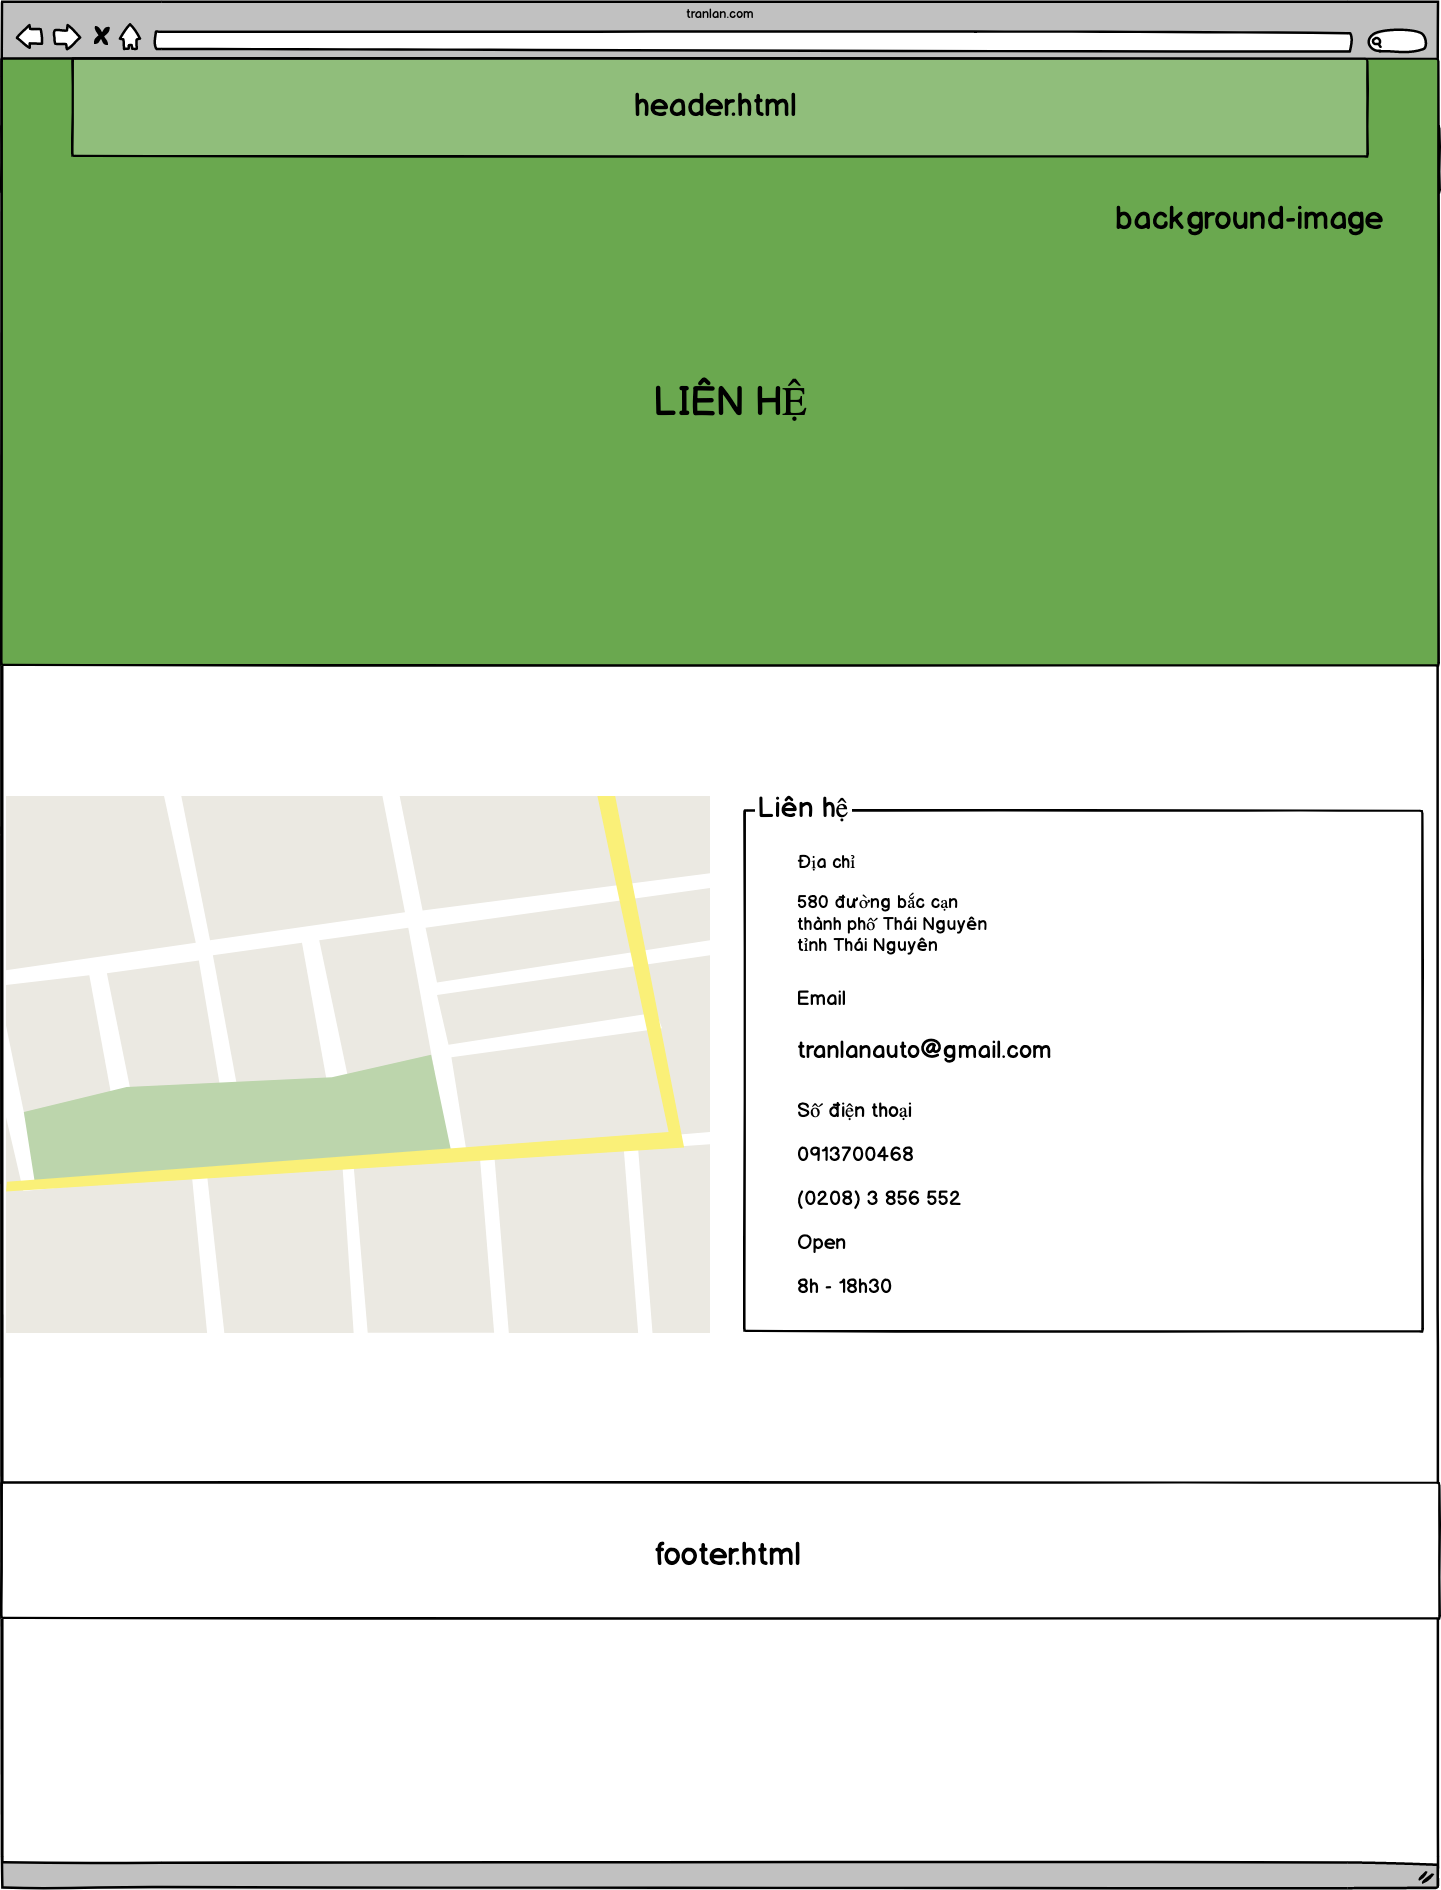 tranlan.com
header.html
background-image
LIÊN HỆ
Liên hệ
Địa chỉ
580 đường bắc cạn
thành phố Thái Nguyên
tỉnh Thái Nguyên
Email
tranlanauto@gmail.com
Số điện thoại
0913700468
(0208) 3 856 552
Open
8h - 18h30
footer.html